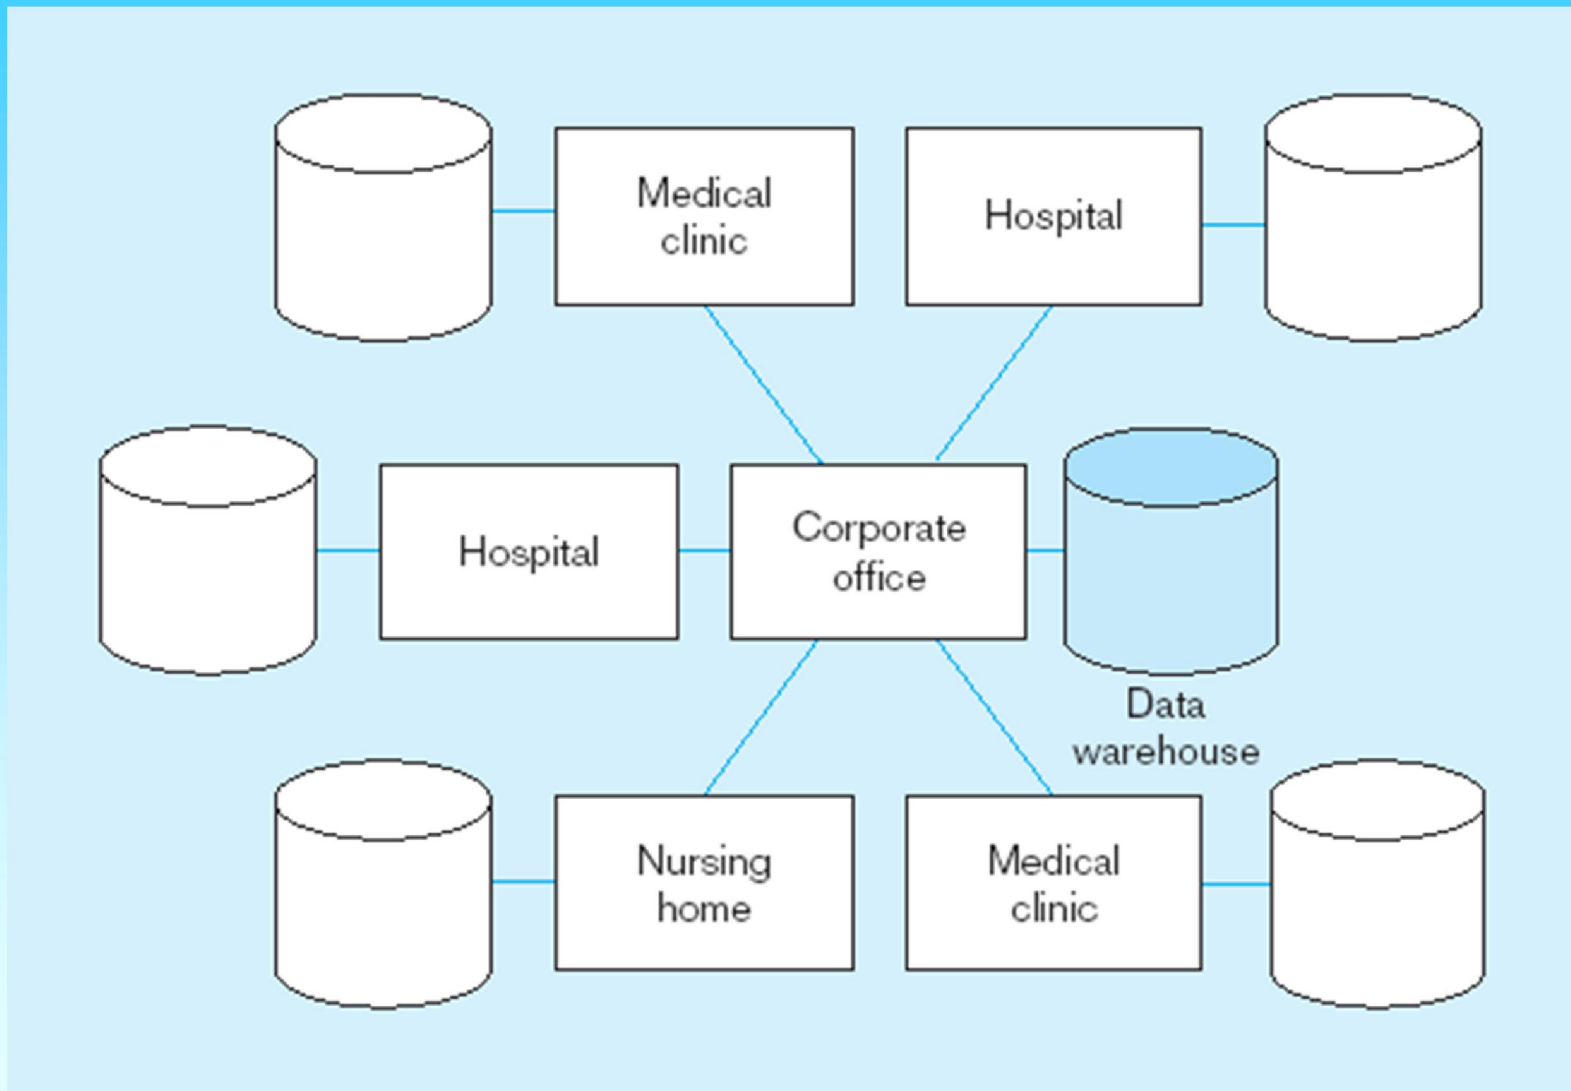 Medical
clinic
Hospital
Hospital
Corporate
office
Data
warehouse
Nursing
home
Medical
clinic